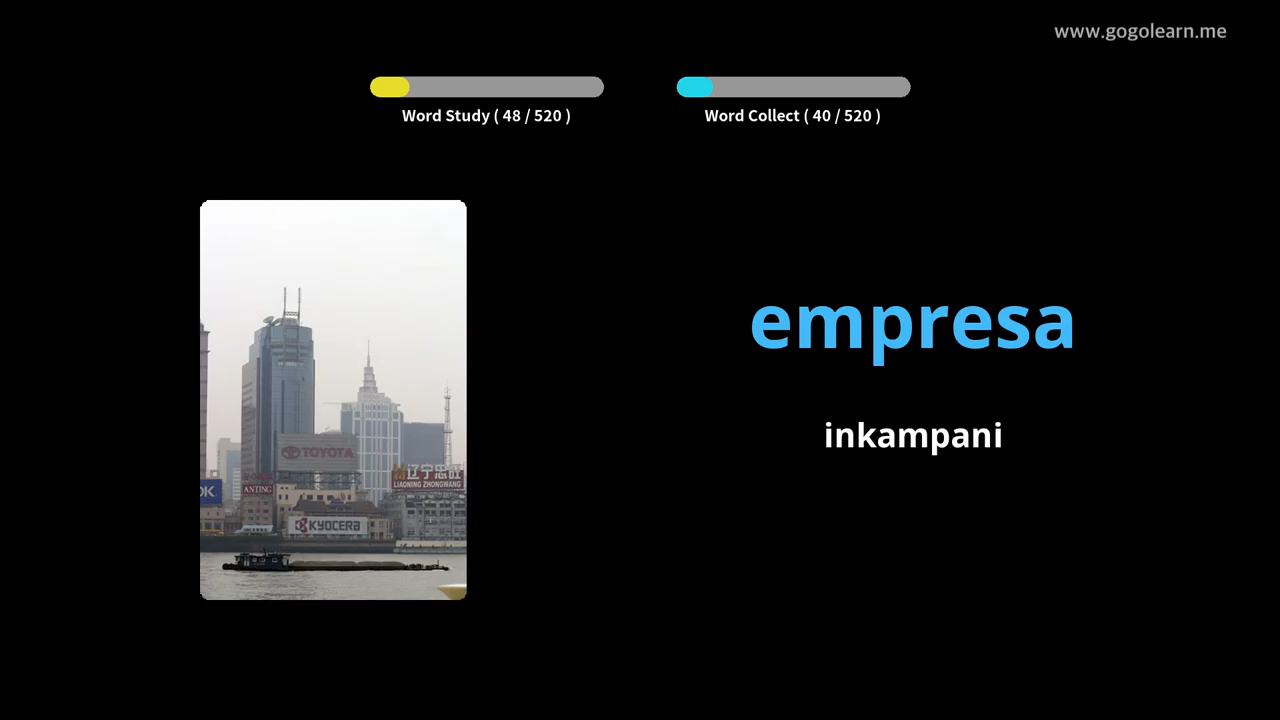 www.gogolearn.me
Word Study ( 48 / 520 )
Word Collect ( 40 / 520 )
empresa
inkampani
TOYOTA
辽宁忠旺
LIAONING ZHONGWANG
OK
ANTING
KYOCERA